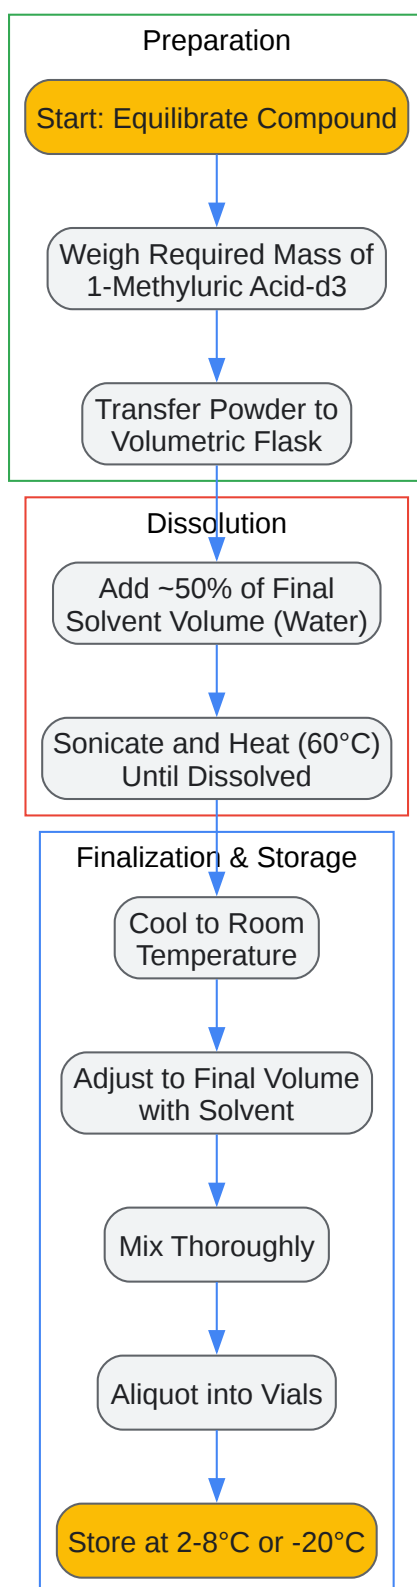 Preparation
Start: Equilibrate Compound
Weigh Required Mass of
1-Methyluric Acid-d3
Transfer Powder to
Volumetric Flask
Dissolution
Add ~50% of Final
Solvent Volume (Water)
Sonicate and Heat (60°C)
Until Dissolved
Finalization & Storage
Cool to Room
Temperature
Adjust to Final Volume
with Solvent
Mix Thoroughly
Aliquot into Vials
Store at 2-8°C or -20°C